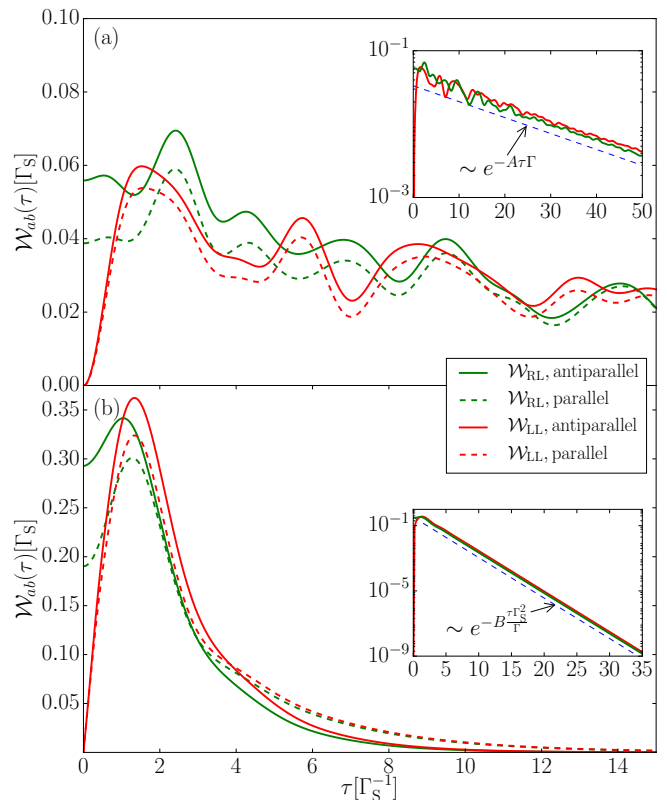 0.10
(a)
0.08
0.06
0.04
0.02
0.00
𝒲_ab(τ)[Γ_S]
10^{-1}
10^{-3}
0 10 20 30 40 50
∼ e^{-AτΓ}
𝒲_RL, antiparallel
𝒲_RL, parallel
𝒲_LL, antiparallel
𝒲_LL, parallel
(b)
0.35
0.30
0.25
0.20
0.15
0.10
0.05
𝒲_ab(τ)[Γ_S]
10^{-1}
10^{-5}
10^{-9}
0 5 10 15 20 25 30 35
∼ e^{-B τΓ_S^2/Γ}
0 2 4 6 8 10 12 14
τ[Γ_S^{-1}]